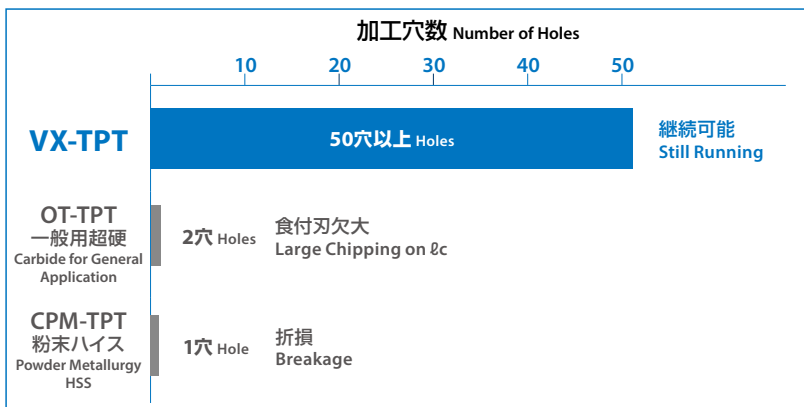 加工穴数 Number of Holes
10 20 30 40 50
VX-TPT
50穴以上 Holes
継続可能
Still Running
OT-TPT
一般用超硬
Carbide for General
Application
2穴 Holes
食付刃欠大
Large Chipping on ℓc
CPM-TPT
粉末ハイス
Powder Metallurgy
HSS
1穴 Hole
折損
Breakage